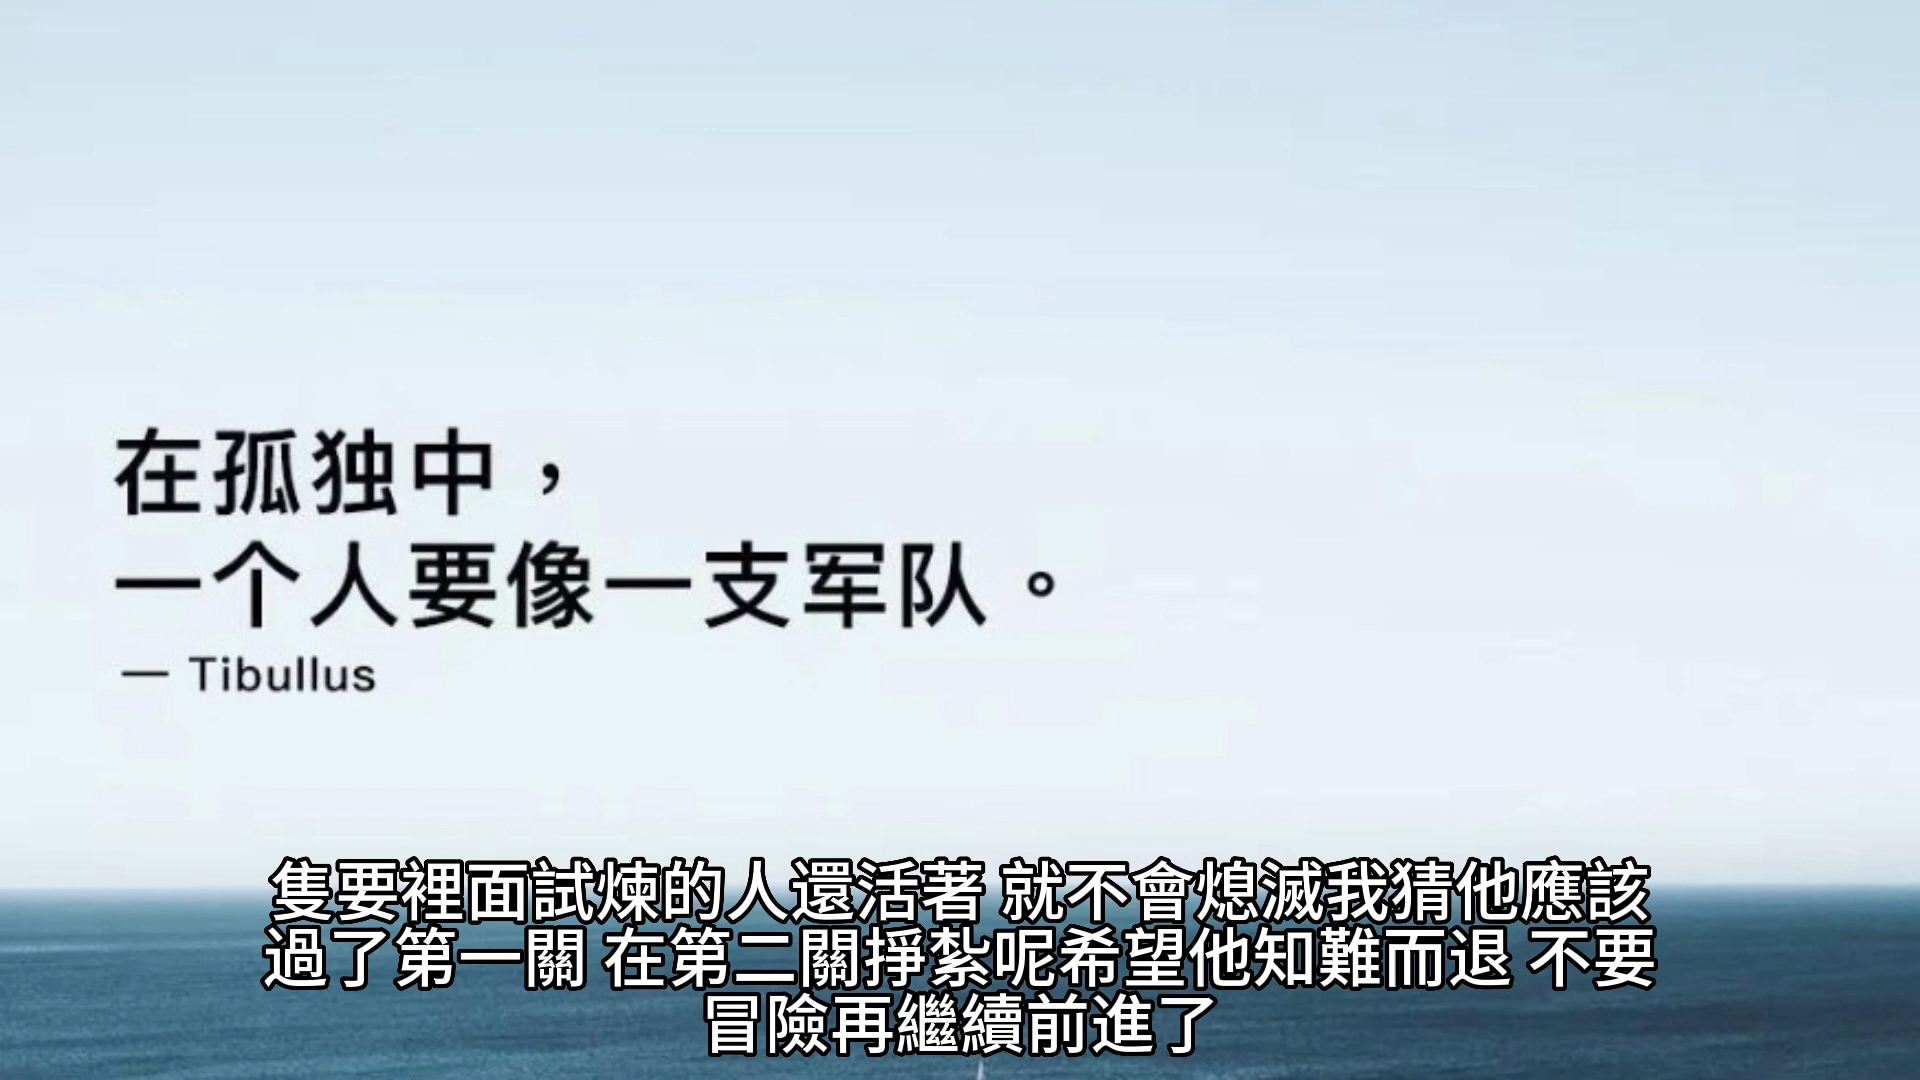 在孤独中，
一个人要像一支军队。
— Tibullus
隻要裡面試煉的人還活著 就不會熄滅我猜他應該
過了第一關 在第二關掙紮呢希望他知難而退 不要
冒險再繼續前進了